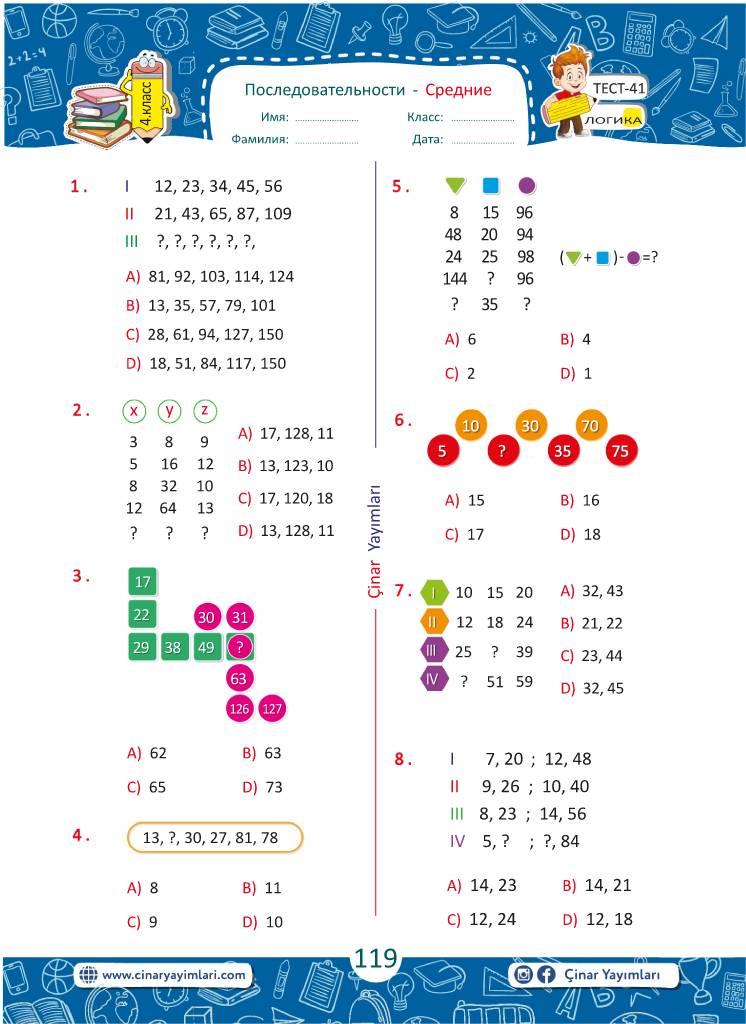 Последовательности - Средние
Имя: ..................... Класс: .....................
Фамилия: ..................... Дата: .....................
4.класс
ТЕСТ-41
ЛОГИКА
1. I 12, 23, 34, 45, 56
II 21, 43, 65, 87, 109
III ?, ?, ?, ?, ?, ?,
A) 81, 92, 103, 114, 124
B) 13, 35, 57, 79, 101
C) 28, 61, 94, 127, 150
D) 18, 51, 84, 117, 150
2. x y z
3 8 9
5 16 12
8 32 10
12 64 13
? ? ?
A) 17, 128, 11
B) 13, 123, 10
C) 17, 120, 18
D) 13, 128, 11
3. 17
22 30 31
29 38 49 ?
63
126 127
A) 62 B) 63
C) 65 D) 73
4. 13, ?, 30, 27, 81, 78
A) 8 B) 11
C) 9 D) 10
Çinar Yayımları
5.
8 15 96
48 20 94
24 25 98
144 ? 96
? 35 ?
( + ) - =?
A) 6 B) 4
C) 2 D) 1
6. 10 30 70
5 ? 35 75
A) 15 B) 16
C) 17 D) 18
7. I 10 15 20
II 12 18 24
III 25 ? 39
IV ? 51 59
A) 32, 43
B) 21, 22
C) 23, 44
D) 32, 45
8. I 7, 20 ; 12, 48
II 9, 26 ; 10, 40
III 8, 23 ; 14, 56
IV 5, ? ; ?, 84
A) 14, 23 B) 14, 21
C) 12, 24 D) 12, 18
www.cinaryayimlari.com
119
Çinar Yayımları